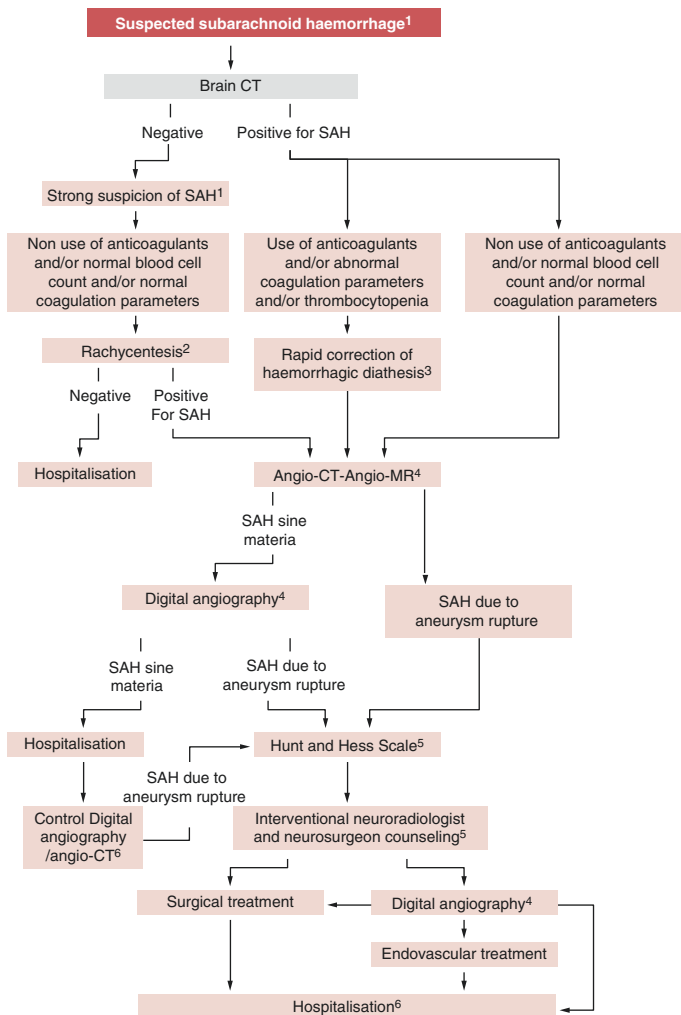 Suspected subarachnoid haemorrhage1
Brain CT
Negative
Positive for SAH
Strong suspicion of SAH1
Non use of anticoagulants
and/or normal blood cell
count and/or normal
coagulation parameters
Use of anticoagulants
and/or abnormal
coagulation parameters
and/or thrombocytopenia
Non use of anticoagulants
and/or normal blood cell
count and/or normal
coagulation parameters
Rachycentesis2
Rapid correction of
haemorrhagic diathesis3
Negative
Positive
For SAH
Hospitalisation
Angio-CT-Angio-MR4
SAH sine
materia
Digital angiography4
SAH due to
aneurysm rupture
SAH sine
materia
SAH due to
aneurysm rupture
Hospitalisation
Hunt and Hess Scale5
SAH due to
aneurysm rupture
Control Digital
angiography
/angio-CT6
Interventional neuroradiologist
and neurosurgeon counseling5
Surgical treatment
Digital angiography4
Endovascular treatment
Hospitalisation6